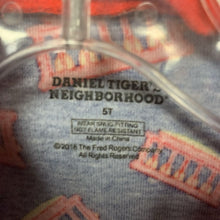 DANIEL TIGER'S
NEIGHBORHOOD
5T
WEAR SNUG-FITTING
NOT FLAME RESISTANT
Made in China
©2018 The Fred Rogers Company
All Rights Reserved